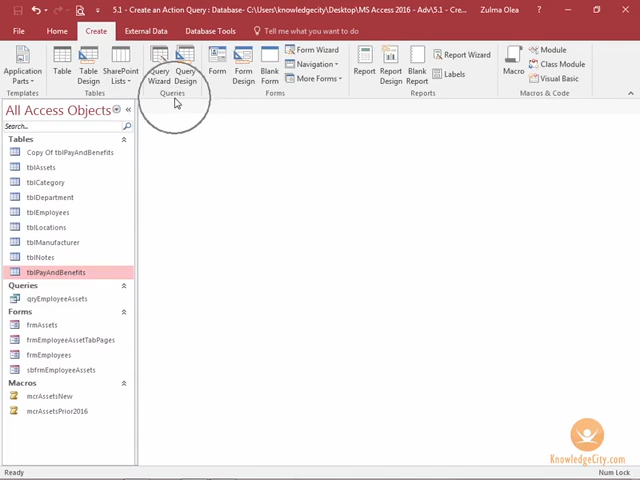 5.1 - Create an Action Query : Database- C:\Users\knowledgecity\Desktop\MS Access 2016 - Adv\5.1 - Cre... Zulma Olea ?
File Home Create External Data Database Tools Tell me what you want to do
Application Parts Table Table Design SharePoint Lists Query Wizard Query Design Form Form Design Blank Form Form Wizard Navigation More Forms Report Report Design Blank Report Report Wizard Labels Macro Module Class Module Visual Basic
Templates Tables Queries Forms Reports Macros & Code
All Access Objects
Search...
Tables
Copy Of tblPayAndBenefits
tblAssets
tblCategory
tblDepartment
tblEmployees
tblLocations
tblManufacturer
tblNotes
tblPayAndBenefits
Queries
qryEmployeeAssets
Forms
frmAssets
frmEmployeeAssetTabPages
frmEmployees
sbfrmEmployeeAssets
Macros
mcrAssetsNew
mcrAssetsPrior2016
KnowledgeCity.com
Ready Num Lock